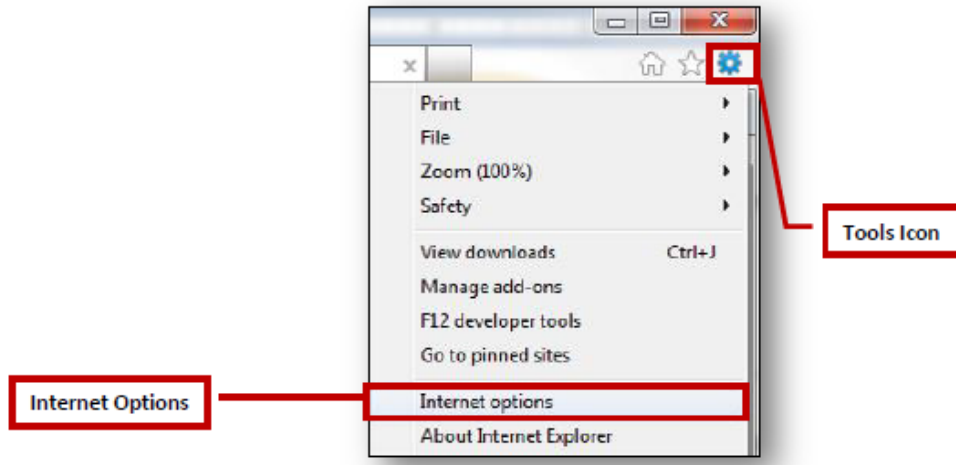 Print
File
Zoom (100%)
Safety
Tools Icon
View downloads Ctrl+J
Manage add-ons
F12 developer tools
Go to pinned sites
Internet Options
Internet options
About Internet Explorer